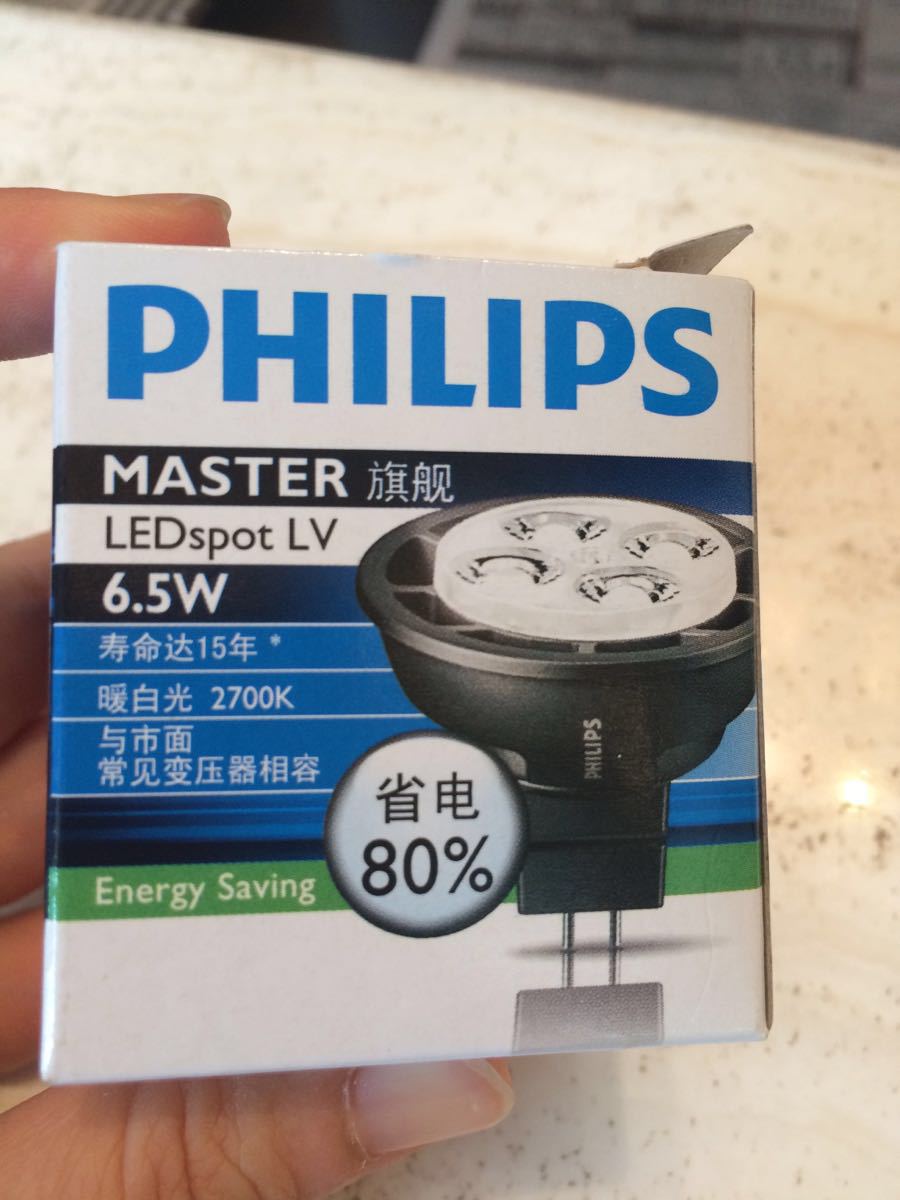 PHILIPS
MASTER 旗舰
LEDspot LV
6.5W
寿命达15年 *
暖白光 2700K
与市面
常见变压器相容
PHILIPS
省电
80%
Energy Saving